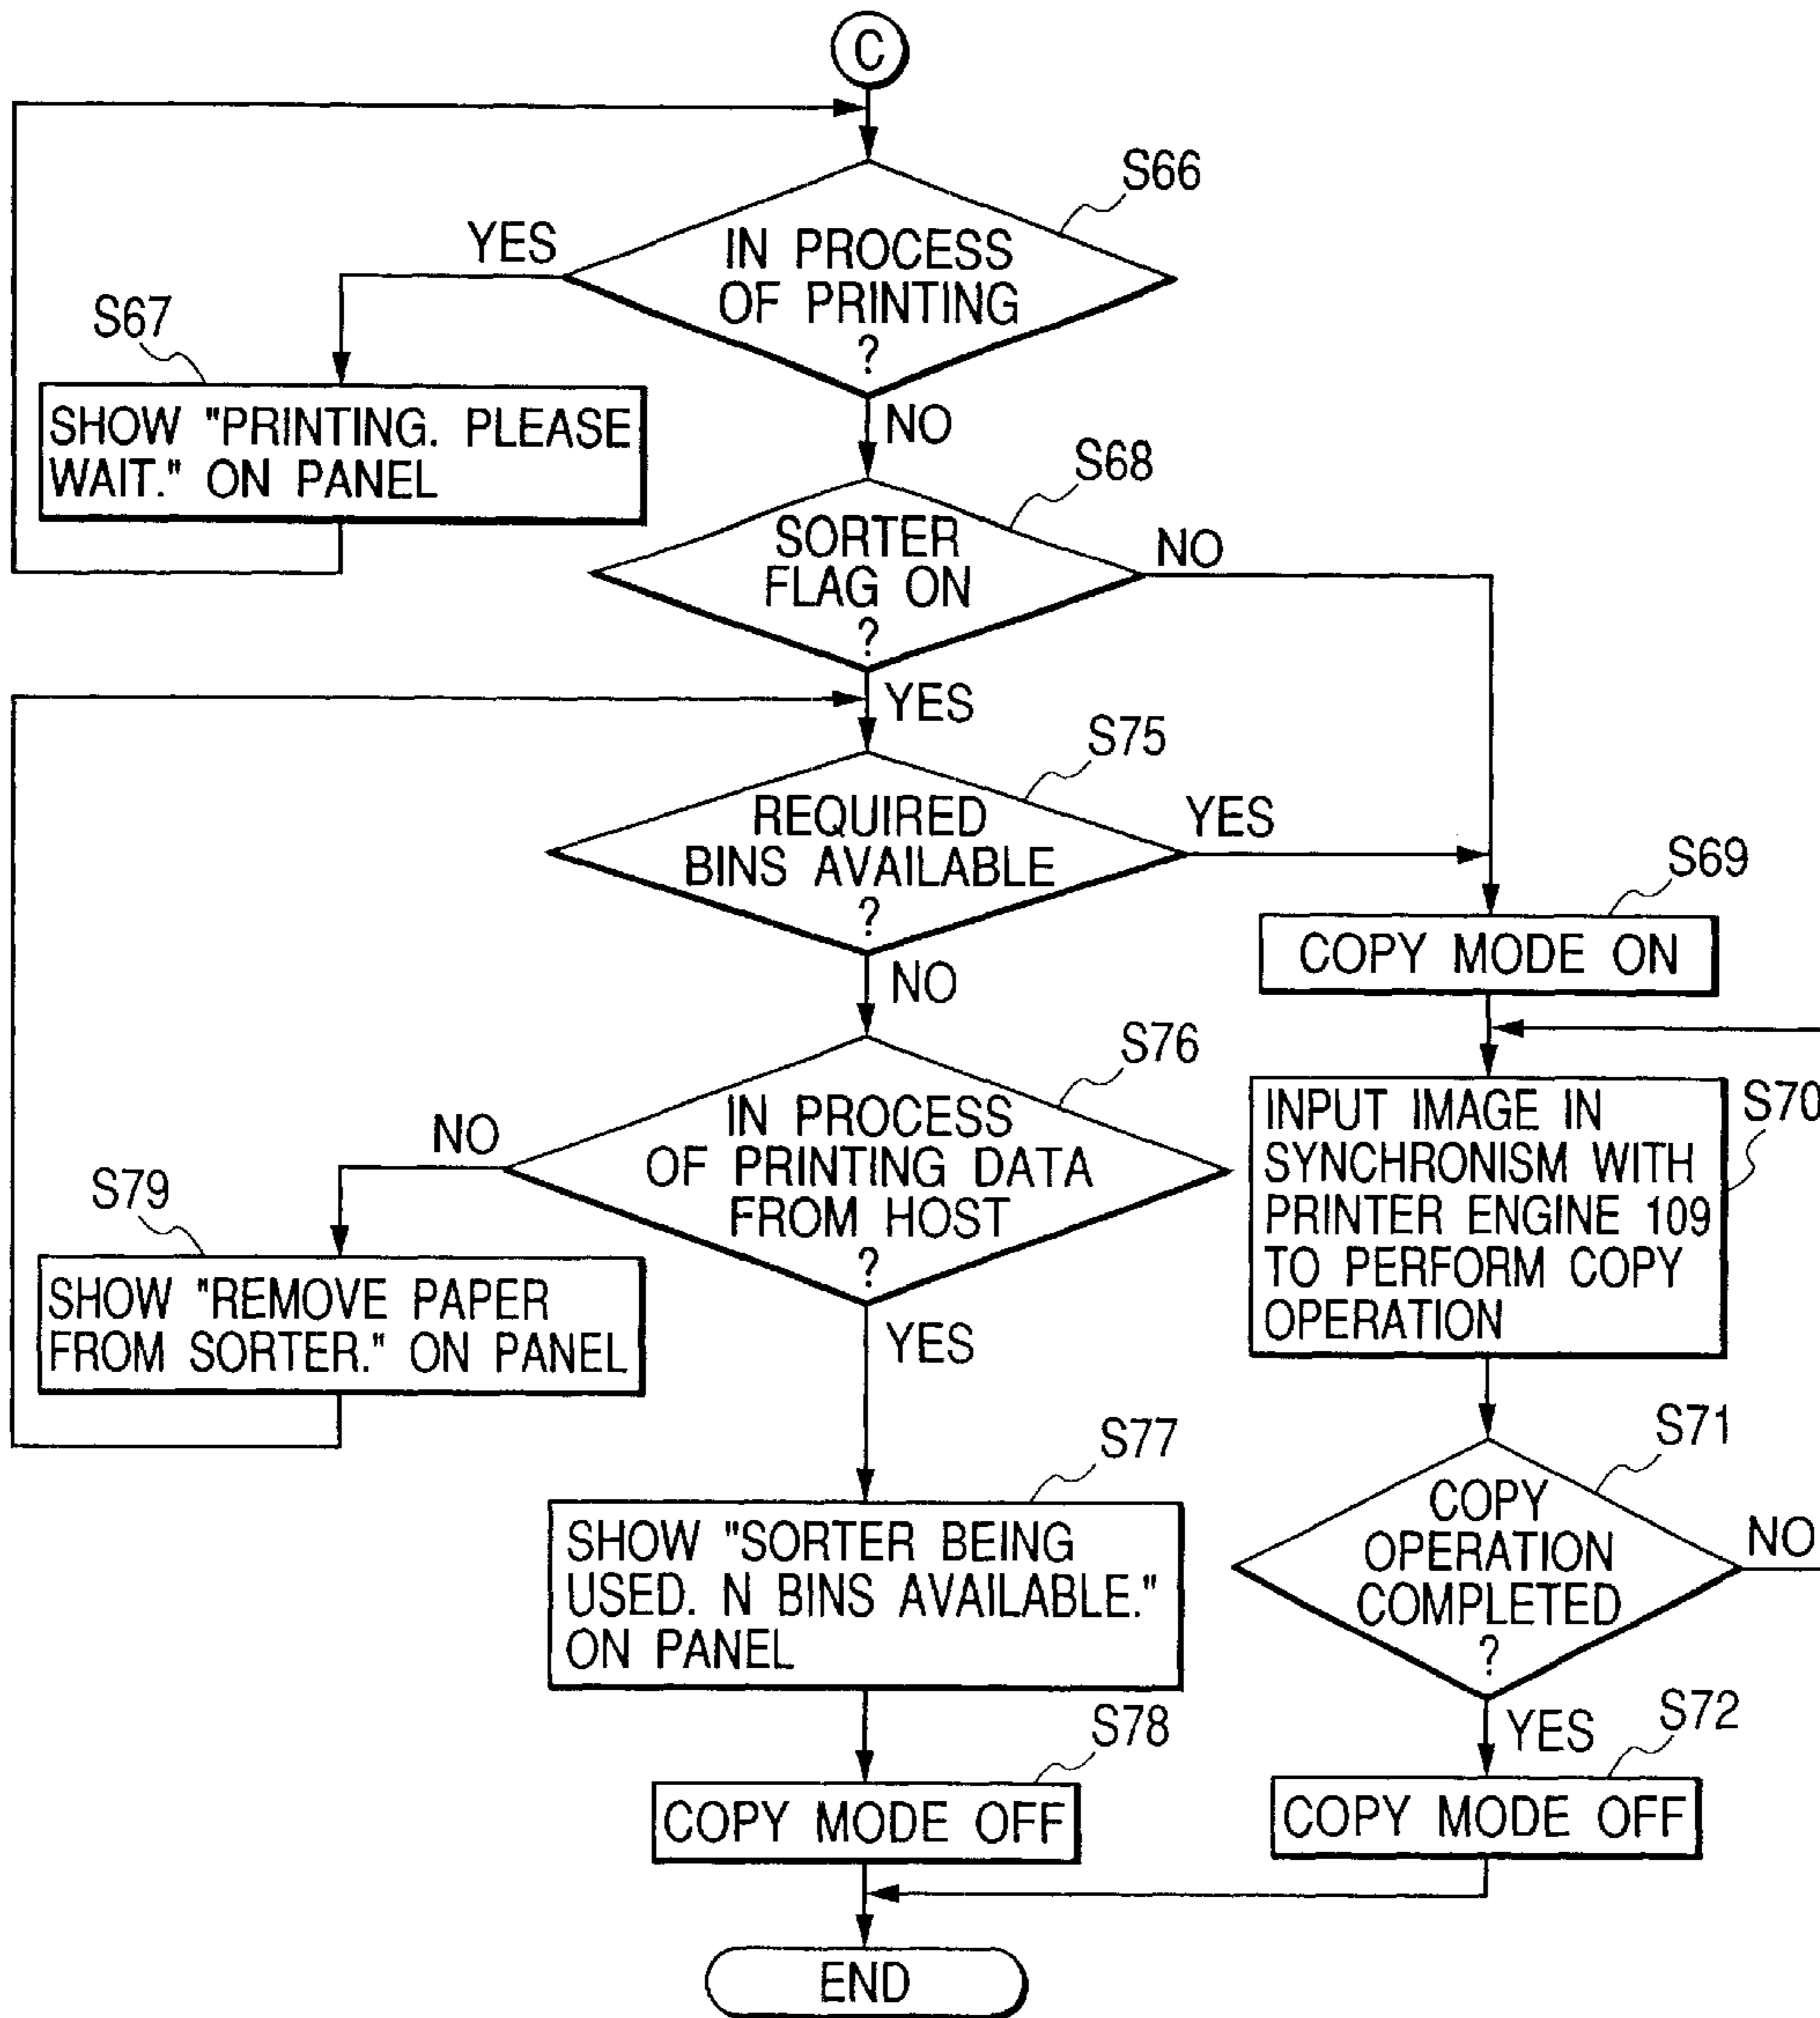 C
S66
IN PROCESS
OF PRINTING
?
YES
NO
S67
SHOW "PRINTING. PLEASE
WAIT." ON PANEL
S68
SORTER
FLAG ON
?
NO
YES
S75
REQUIRED
BINS AVAILABLE
?
YES
NO
S69
COPY MODE ON
S76
IN PROCESS
OF PRINTING DATA
FROM HOST
?
NO
YES
S70
INPUT IMAGE IN
SYNCHRONISM WITH
PRINTER ENGINE 109
TO PERFORM COPY
OPERATION
S79
SHOW "REMOVE PAPER
FROM SORTER." ON PANEL
S77
SHOW "SORTER BEING
USED. N BINS AVAILABLE."
ON PANEL
S71
COPY
OPERATION
COMPLETED
?
NO
YES
S78
COPY MODE OFF
S72
COPY MODE OFF
END